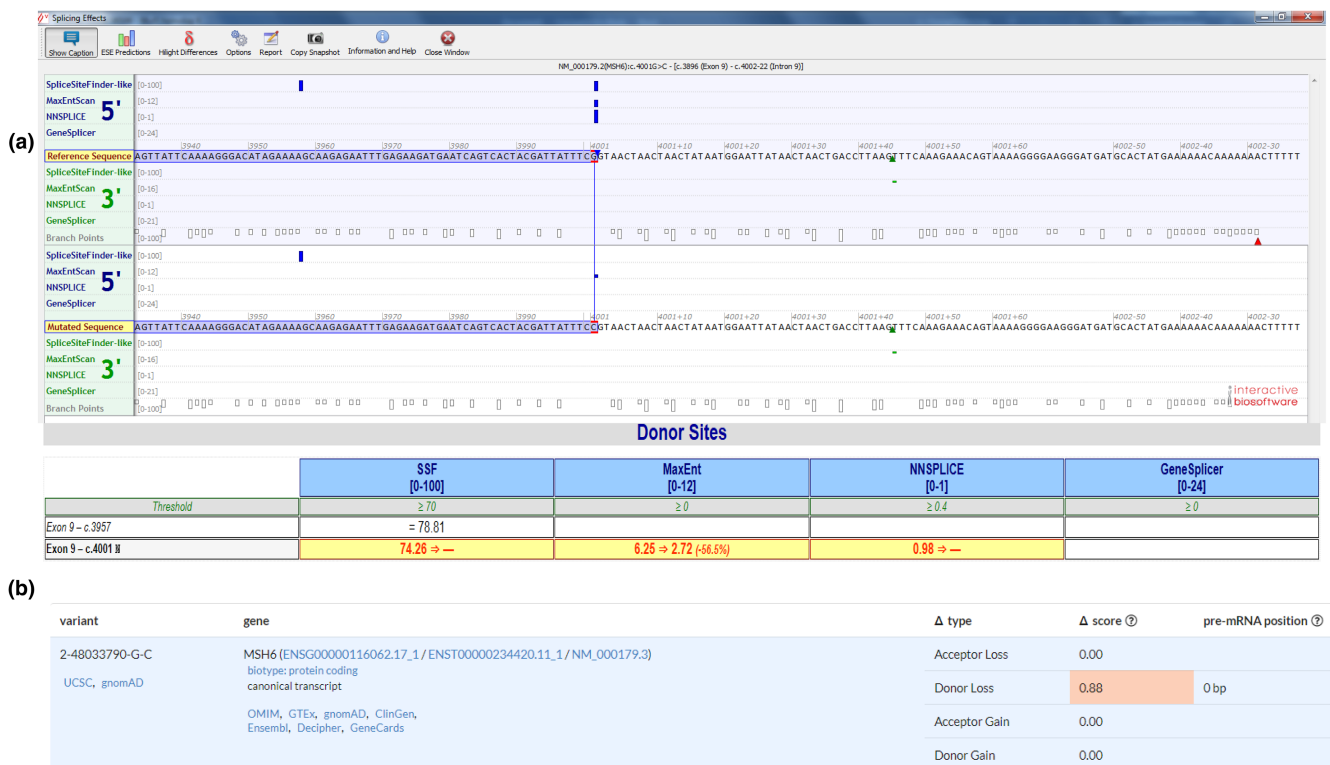 Splicing Effects
Show Caption ESE Predictions Hilight Differences Options Report Copy Snapshot Information and Help Close Window
NM_000179.2(MSH6):c.4001G>C - [c.3896 (Exon 9) - c.4002-22 (Intron 9)]
(a)
SpliceSiteFinder-like [0-100]
MaxEntScan [0-12]
5'
NNSPLICE [0-1]
GeneSplicer [0-24]
3940 3950 3960 3970 3980 3990 4001 4001+10 4001+20 4001+30 4001+40 4001+50 4001+60 4002-50 4002-40 4002-30
Reference Sequence AGTTATTCAAAAGGGACATAGAAAAGCAAGAGAATTTGAGAAGATGAATCAGTCACTACGATTATTTCGGTAACTAACTAACTATAATGGAATTATAACTAACTGACCTTAAGTTTCAAAGAAACAGTAAAAGGGGAAGGGATGATGCACTATGAAAAAACAAAAAAACTTTTT
SpliceSiteFinder-like [0-100]
MaxEntScan [0-16]
3'
NNSPLICE [0-1]
GeneSplicer [0-21]
Branch Points [0-100]
SpliceSiteFinder-like [0-100]
MaxEntScan [0-12]
5'
NNSPLICE [0-1]
GeneSplicer [0-24]
3940 3950 3960 3970 3980 3990 4001 4001+10 4001+20 4001+30 4001+40 4001+50 4001+60 4002-50 4002-40 4002-30
Mutated Sequence AGTTATTCAAAAGGGACATAGAAAAGCAAGAGAATTTGAGAAGATGAATCAGTCACTACGATTATTTCCGTAACTAACTAACTATAATGGAATTATAACTAACTGACCTTAAGTTTCAAAGAAACAGTAAAAGGGGAAGGGATGATGCACTATGAAAAAACAAAAAAACTTTTT
SpliceSiteFinder-like [0-100]
MaxEntScan [0-16]
3'
NNSPLICE [0-1]
GeneSplicer [0-21]
Branch Points [0-100]
interactive
biosoftware
Donor Sites
SSF MaxEnt NNSPLICE GeneSplicer
[0-100] [0-12] [0-1] [0-24]
Threshold ≥ 70 ≥ 0 ≥ 0.4 ≥ 0
Exon 9 – c.3957 = 78.81
Exon 9 – c.4001 74.26 ⇒ — 6.25 ⇒ 2.72 (-56.5%) 0.98 ⇒ —
(b)
variant gene Δ type Δ score ? pre-mRNA position ?
2-48033790-G-C MSH6 (ENSG00000116062.17_1 / ENST00000234420.11_1 / NM_000179.3) Acceptor Loss 0.00
biotype: protein coding
UCSC, gnomAD canonical transcript Donor Loss 0.88 0 bp
OMIM, GTEx, gnomAD, ClinGen, Acceptor Gain 0.00
Ensembl, Decipher, GeneCards
Donor Gain 0.00